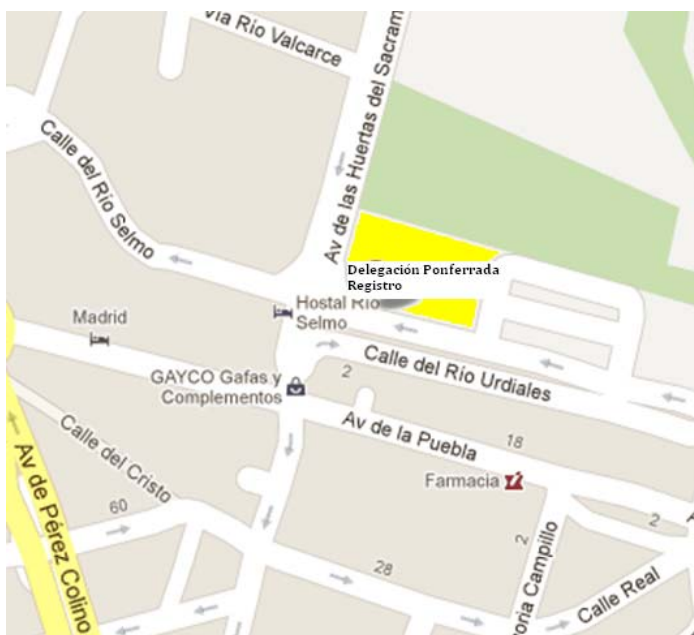 Vía Río Valcarce
Av de las Huertas del Sacram
Calle del Río Selmo
Delegación Ponferrada
Registro
Hostal Río
Selmo
Madrid
Calle del Río Urdiales
2
GAYCO Gafas y
Complementos
Av de la Puebla
18
Calle del Cristo
Farmacia
Av de Pérez Colino
60
2
2
oria Campillo
28
Calle Real